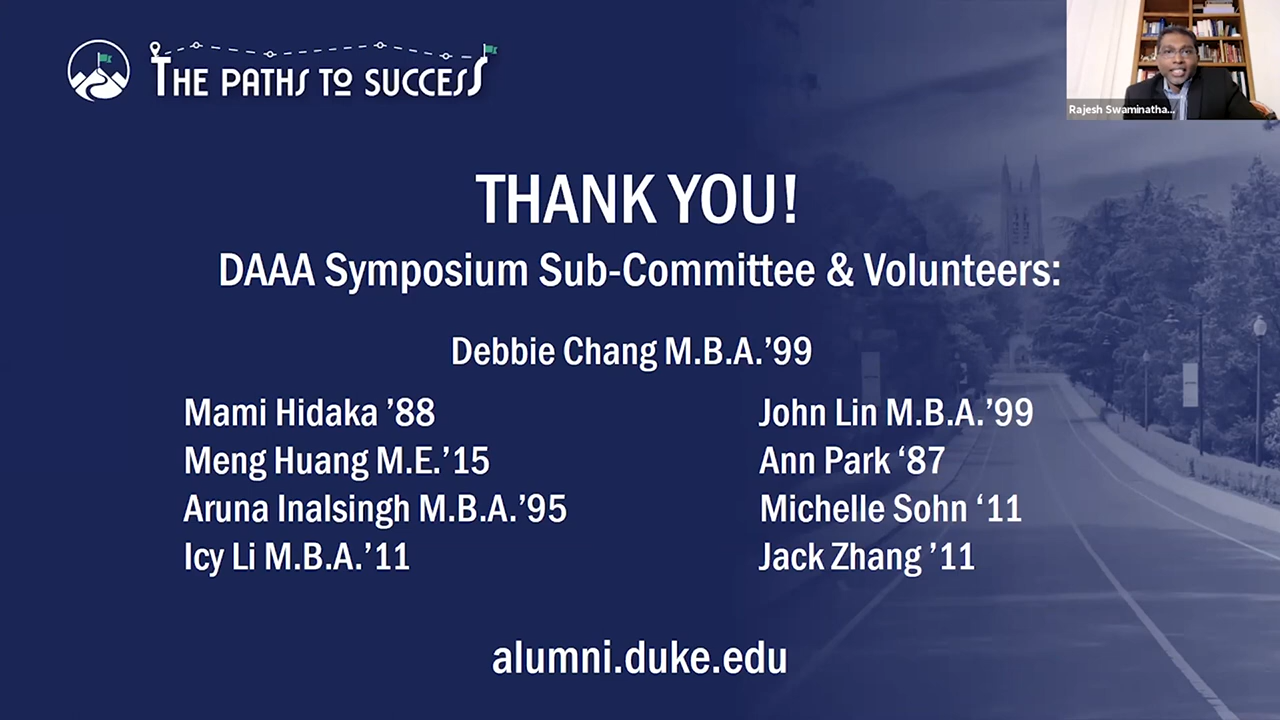 THE PATHS TO SUCCESS
Rajesh Swaminatha...
THANK YOU!
DAAA Symposium Sub-Committee & Volunteers:
Debbie Chang M.B.A.’99
Mami Hidaka ’88
Meng Huang M.E.’15
Aruna Inalsingh M.B.A.’95
Icy Li M.B.A.’11
John Lin M.B.A.’99
Ann Park ‘87
Michelle Sohn ‘11
Jack Zhang ’11
alumni.duke.edu